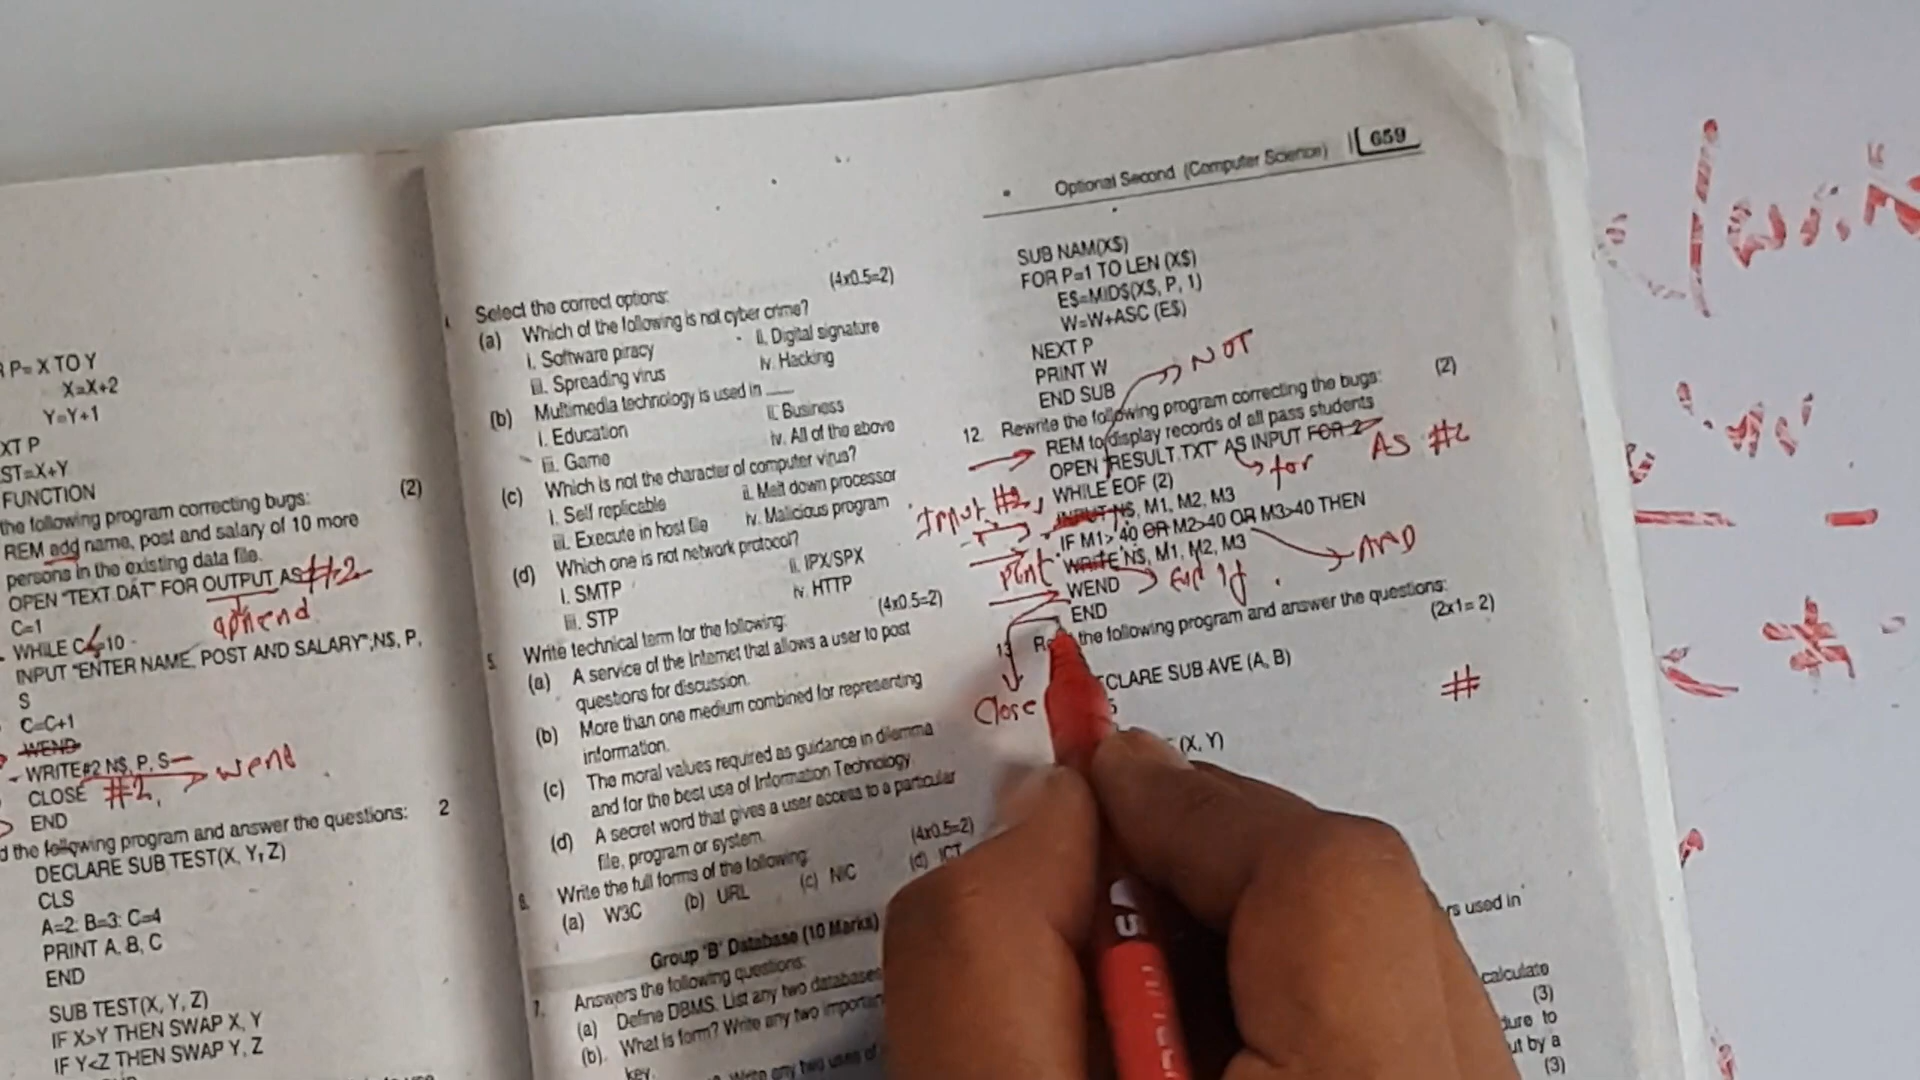 P= X TO Y
X=X+2
Y=Y+1
XT P
ST=X+Y
FUNCTION
the following program correcting bugs: (2)
REM add name, post and salary of 10 more
persons in the existing data file.
OPEN "TEXT.DAT" FOR OUTPUT AS #2
append
C=1
WHILE C<=10
INPUT "ENTER NAME, POST AND SALARY";N$, P,
S
C=C+1
WEND
WRITE#2 N$, P, S
wend
CLOSE #2,
END
d the following program and answer the questions: 2
DECLARE SUB TEST(X, Y, Z)
CLS
A=2: B=3: C=4
PRINT A, B, C
END
SUB TEST(X, Y, Z)
IF X>Y THEN SWAP X, Y
IF Y<Z THEN SWAP Y, Z
Select the correct options: (4x0.5=2)
(a) Which of the following is not cyber crime?
i. Software piracy ii. Digital signature
iii. Spreading virus iv. Hacking
(b) Multimedia technology is used in ____
i. Education ii. Business
iii. Game iv. All of the above
(c) Which is not the character of computer virus?
i. Self replicable ii. Melt down processor
ii. Execute in host file iv. Malicious program
(d) Which one is not network protocol?
i. SMTP ii. IPX/SPX
iii. STP iv. HTTP
5. Write technical term for the following: (4x0.5=2)
(a) A service of the Internet that allows a user to post
questions for discussion.
(b) More than one medium combined for representing
information.
(c) The moral values required as guidance in dilemma
and for the best use of Information Technology
(d) A secret word that gives a user access to a particular
file, program or system.
6. Write the full forms of the following: (4x0.5=2)
(a) W3C (b) URL (c) NIC (d) ICT
Group 'B' Database (10 Marks)
7. Answers the following questions:
(a) Define DBMS. List any two databases
(b) What is form? Write any two importan
key.
Optional Second (Computer Science) 659
SUB NAM(X$)
FOR P=1 TO LEN (X$)
E$=MID$(X$, P, 1)
W=W+ASC (E$)
NEXT P
PRINT W
END SUB
NOT
12. Rewrite the following program correcting the bugs: (2)
REM to display records of all pass students
OPEN "RESULT.TXT" AS INPUT FOR 2
for AS #2
WHILE EOF (2)
Input #2,
INPUT N$, M1, M2, M3
IF M1>40 OR M2>40 OR M3>40 THEN
AND
print WRITE N$, M1, M2, M3
WEND End If
END
Close
13. the following program and answer the questions:
(2x1=2)
CLARE SUB AVE (A, B)
#
(X, Y)
rs used in
calculate
(3)
dure to
ut by a
(3)